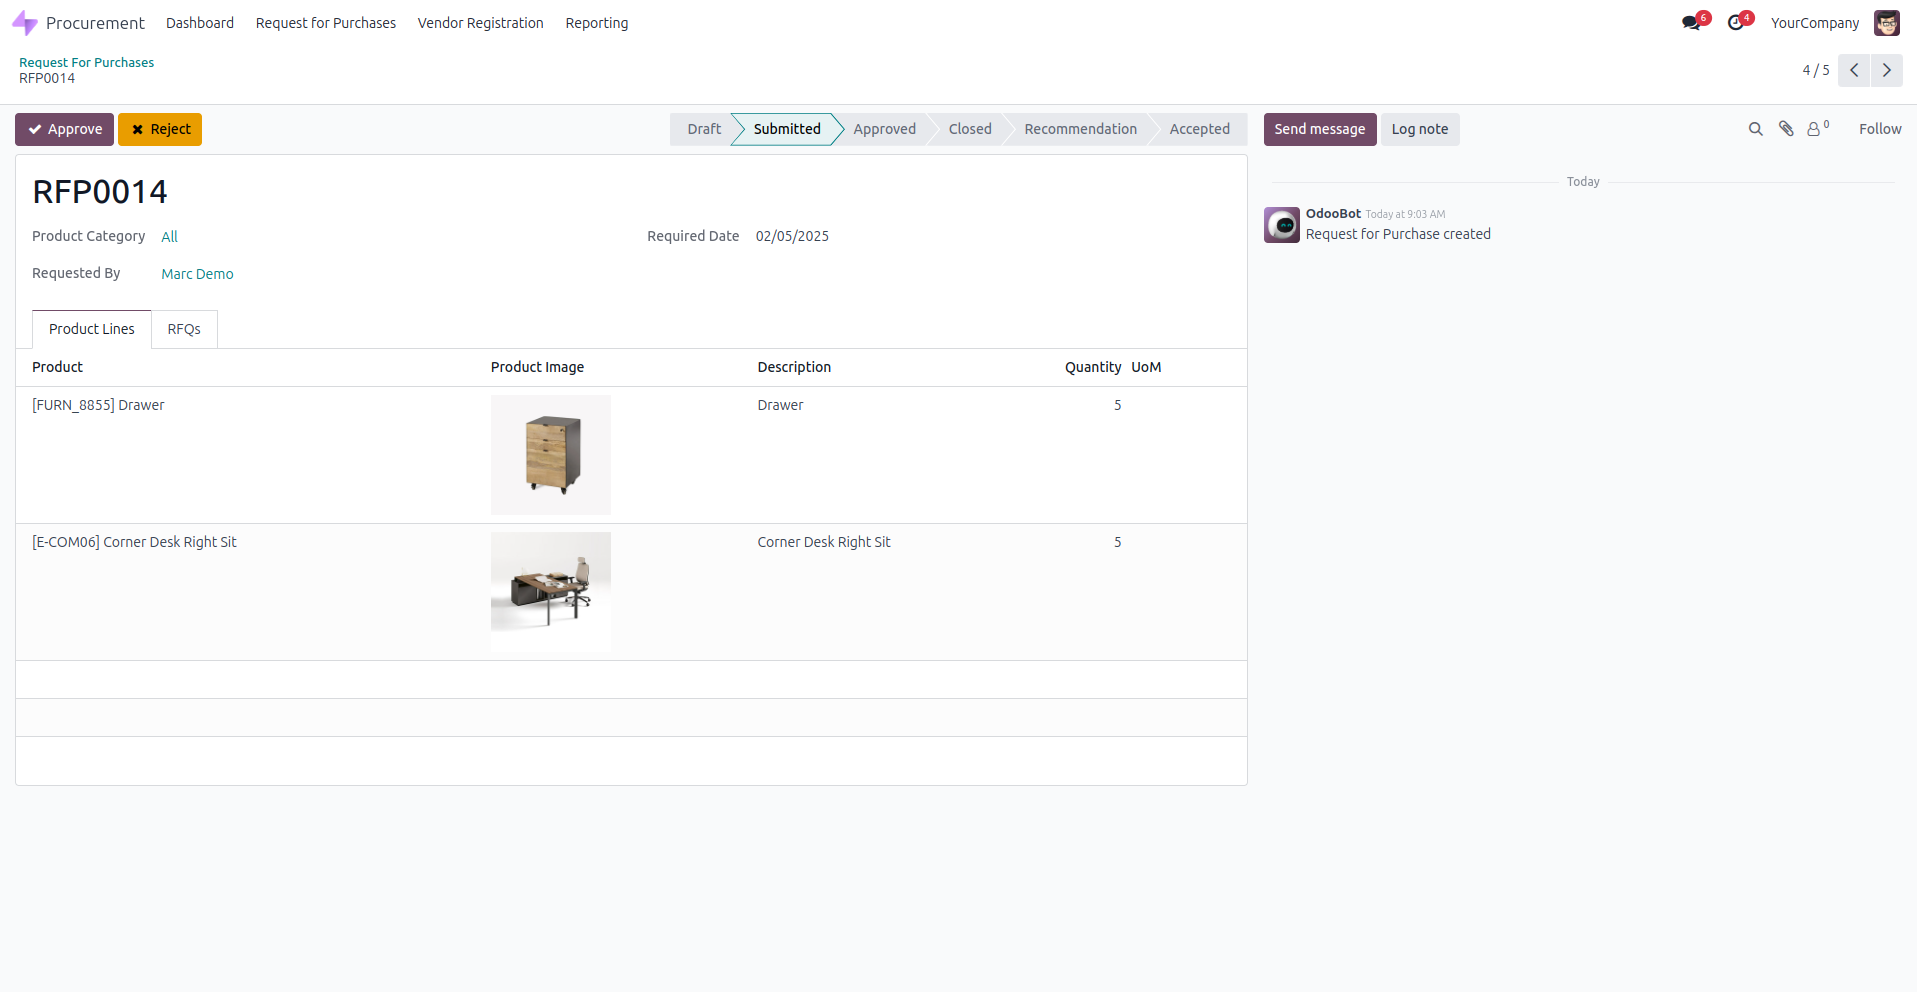 Procurement Dashboard Request for Purchases Vendor Registration Reporting 6 4 YourCompany
Request For Purchases
RFP0014
4 / 5
Approve Reject Draft Submitted Approved Closed Recommendation Accepted Send message Log note 0 Follow
RFP0014
Product Category All Required Date 02/05/2025
Requested By Marc Demo
Product Lines RFQs
Product Product Image Description Quantity UoM
[FURN_8855] Drawer Drawer 5
[E-COM06] Corner Desk Right Sit Corner Desk Right Sit 5
Today
OdooBot Today at 9:03 AM
Request for Purchase created